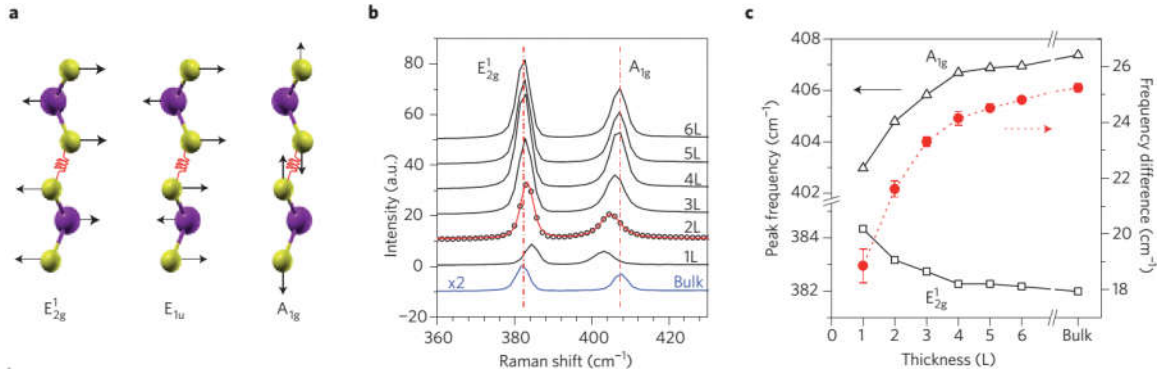 a
E¹₂g
E₁ᵤ
A₁g
b
Intensity (a.u.)
80
60
40
20
0
−20
E¹₂g
A₁g
6L
5L
4L
3L
2L
1L
x2
Bulk
360
380
400
420
Raman shift (cm⁻¹)
c
Peak frequency (cm⁻¹)
408
406
404
402
384
382
A₁g
E¹₂g
26
25
24
22
20
18
Frequency difference (cm⁻¹)
0
1
2
3
4
5
6
Bulk
Thickness (L)